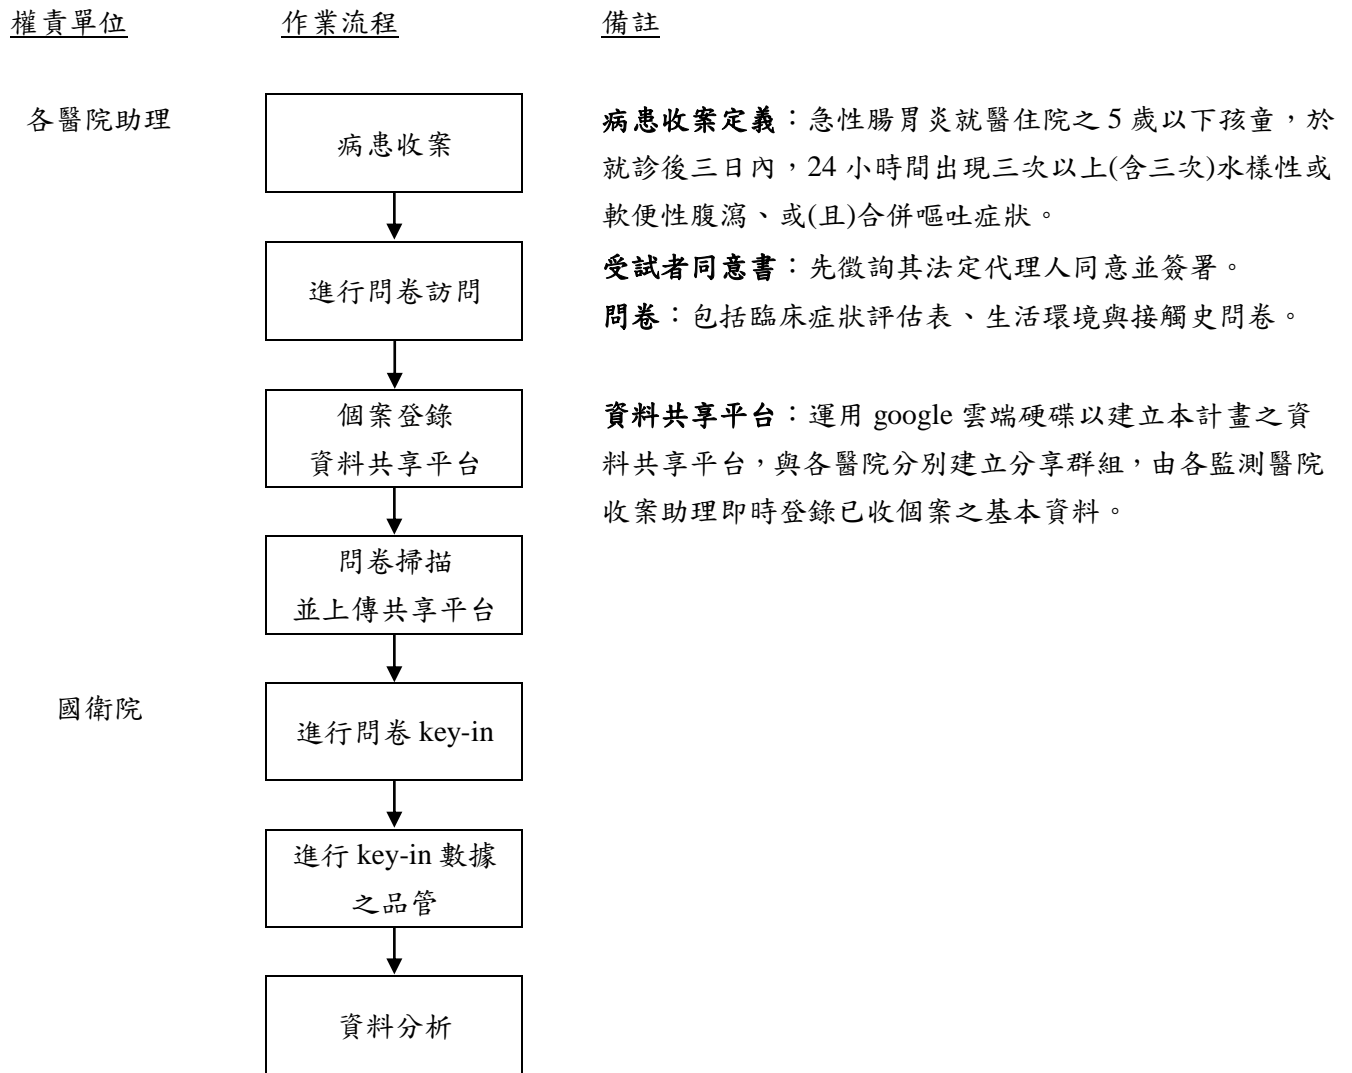 權責單位 作業流程 備註
各醫院助理
病患收案
病患收案定義：急性腸胃炎就醫住院之 5 歲以下孩童，於
就診後三日內，24 小時間出現三次以上(含三次)水樣性或
軟便性腹瀉、或(且)合併嘔吐症狀。
進行問卷訪問
受試者同意書：先徵詢其法定代理人同意並簽署。
問卷：包括臨床症狀評估表、生活環境與接觸史問卷。
個案登錄
資料共享平台
資料共享平台：運用 google 雲端硬碟以建立本計畫之資
料共享平台，與各醫院分別建立分享群組，由各監測醫院
收案助理即時登錄已收個案之基本資料。
問卷掃描
並上傳共享平台
國衛院
進行問卷 key-in
進行 key-in 數據
之品管
資料分析